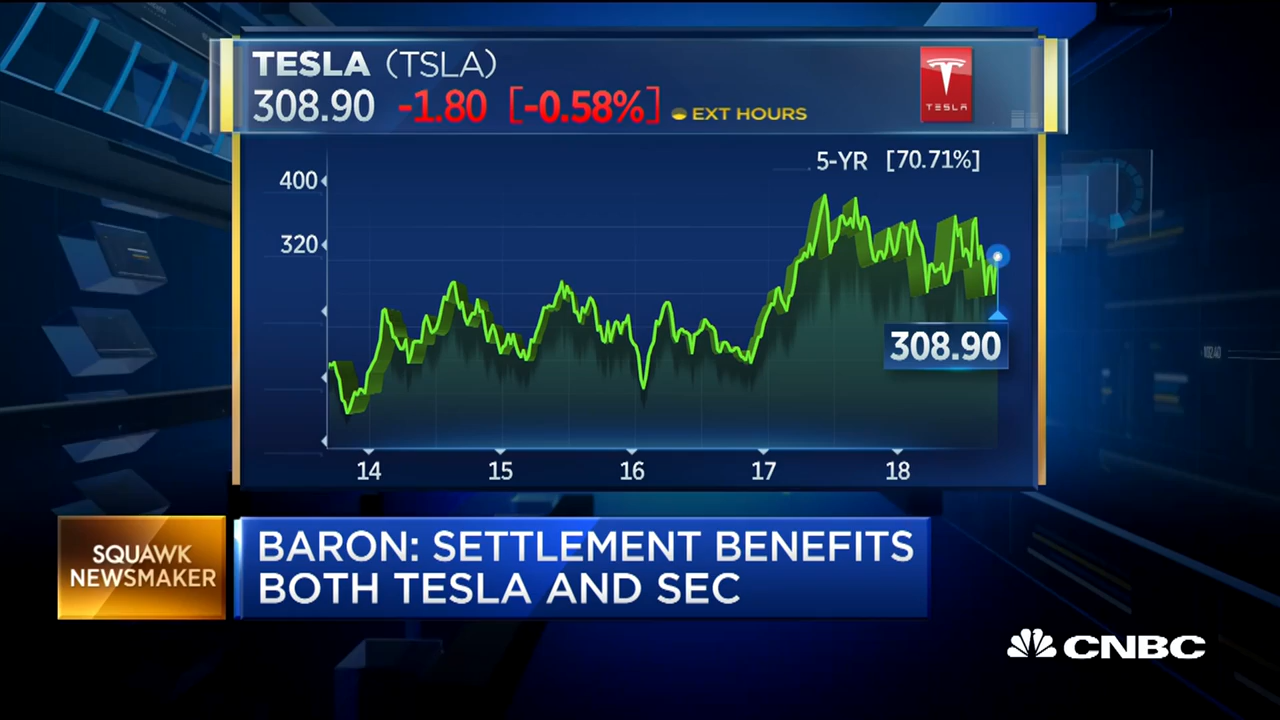 TESLA (TSLA)
308.90 -1.80 [-0.58%] EXT HOURS
TESLA
5-YR [70.71%]
400
320
308.90
14 15 16 17 18
SQUAWK
NEWSMAKER
BARON: SETTLEMENT BENEFITS
BOTH TESLA AND SEC
CNBC